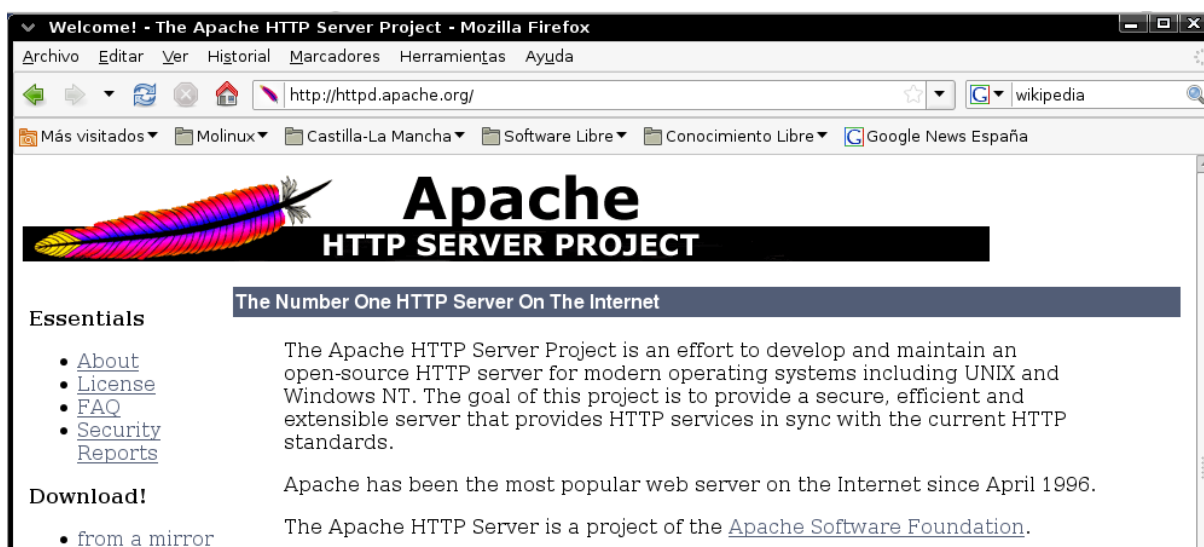 Welcome! - The Apache HTTP Server Project - Mozilla Firefox
Archivo Editar Ver Historial Marcadores Herramientas Ayuda
http://httpd.apache.org/ G wikipedia
Más visitados Molinux Castilla-La Mancha Software Libre Conocimiento Libre G Google News España
Apache
HTTP SERVER PROJECT
The Number One HTTP Server On The Internet
Essentials
About
License
FAQ
Security
Reports
Download!
from a mirror
The Apache HTTP Server Project is an effort to develop and maintain an
open-source HTTP server for modern operating systems including UNIX and
Windows NT. The goal of this project is to provide a secure, efficient and
extensible server that provides HTTP services in sync with the current HTTP
standards.
Apache has been the most popular web server on the Internet since April 1996.
The Apache HTTP Server is a project of the Apache Software Foundation.